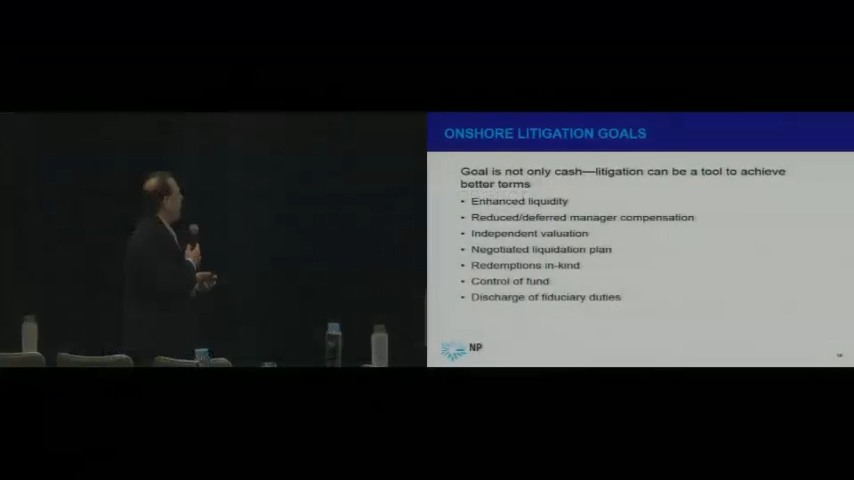 ONSHORE LITIGATION GOALS
Goal is not only cash—litigation can be a tool to achieve
better terms
• Enhanced liquidity
• Reduced/deferred manager compensation
• Independent valuation
• Negotiated liquidation plan
• Redemptions in-kind
• Control of fund
• Discharge of fiduciary duties
NP